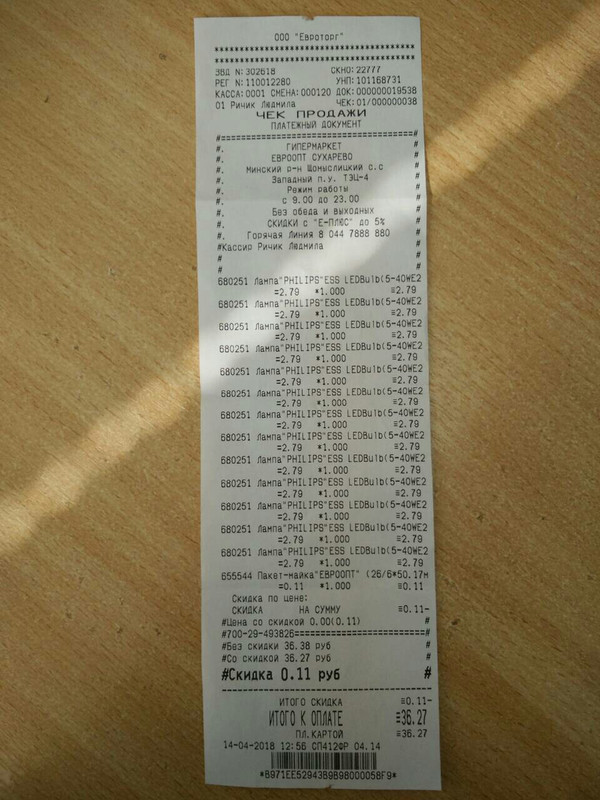 ООО "Евроторг"
**************************************
**************************************
ЗВД N:302618 СКНО:22777
РЕГ N:110012280 УНП:101168731
КАССА:0001 СМЕНА:000120 ДОК:000000019538
01 Ричик Людмила ЧЕК:01/000000038
ЧЕК ПРОДАЖИ
ПЛАТЕЖНЫЙ ДОКУМЕНТ
#======================================#
#. ГИПЕРМАРКЕТ #
#. ЕВРООПТ СУХАРЕВО #
#. Минский р-н Щомыслицкий с.с #
#. Западный п.у. ТЭЦ-4 #
#. Режим работы #
#. с 9.00 до 23.00 #
#. Без обеда и выходных #
#. СКИДКИ с "Е-ПЛЮС" до 5% #
#. Горячая Линия 8 044 7888 880 #
#Кассир Ричик Людмила #
# #
# #
680251 Лампа"PHILIPS"ESS LEDBulb(5-40WE2
=2.79 *1.000 ≡2.79
680251 Лампа"PHILIPS"ESS LEDBulb(5-40WE2
=2.79 *1.000 ≡2.79
680251 Лампа"PHILIPS"ESS LEDBulb(5-40WE2
=2.79 *1.000 ≡2.79
680251 Лампа"PHILIPS"ESS LEDBulb(5-40WE2
=2.79 *1.000 ≡2.79
680251 Лампа"PHILIPS"ESS LEDBulb(5-40WE2
=2.79 *1.000 ≡2.79
680251 Лампа"PHILIPS"ESS LEDBulb(5-40WE2
=2.79 *1.000 ≡2.79
680251 Лампа"PHILIPS"ESS LEDBulb(5-40WE2
=2.79 *1.000 ≡2.79
680251 Лампа"PHILIPS"ESS LEDBulb(5-40WE2
=2.79 *1.000 ≡2.79
680251 Лампа"PHILIPS"ESS LEDBulb(5-40WE2
=2.79 *1.000 ≡2.79
680251 Лампа"PHILIPS"ESS LEDBulb(5-40WE2
=2.79 *1.000 ≡2.79
680251 Лампа"PHILIPS"ESS LEDBulb(5-40WE2
=2.79 *1.000 ≡2.79
680251 Лампа"PHILIPS"ESS LEDBulb(5-40WE2
=2.79 *1.000 ≡2.79
680251 Лампа"PHILIPS"ESS LEDBulb(5-40WE2
=2.79 *1.000 ≡2.79
655544 Пакет-майка"ЕВРООПТ" (26/6*50.17м
=0.11 *1.000 ≡0.11
Скидка по цене:
СКИДКА НА СУММУ ≡0.11-
#Цена со скидкой 0.00(0.11) #
#700-29-493826=========================#
#Без скидки 36.38 руб #
#Со скидкой 36.27 руб #
#Скидка 0.11 руб #
----------------------------------------
ИТОГО СКИДКА ≡0.11-
ИТОГО К ОПЛАТЕ ≡36.27
ПЛ.КАРТОЙ ≡36.27
14-04-2018 12:56 СП412ФР 04.14
*B971EE52943B9B98000058F9*